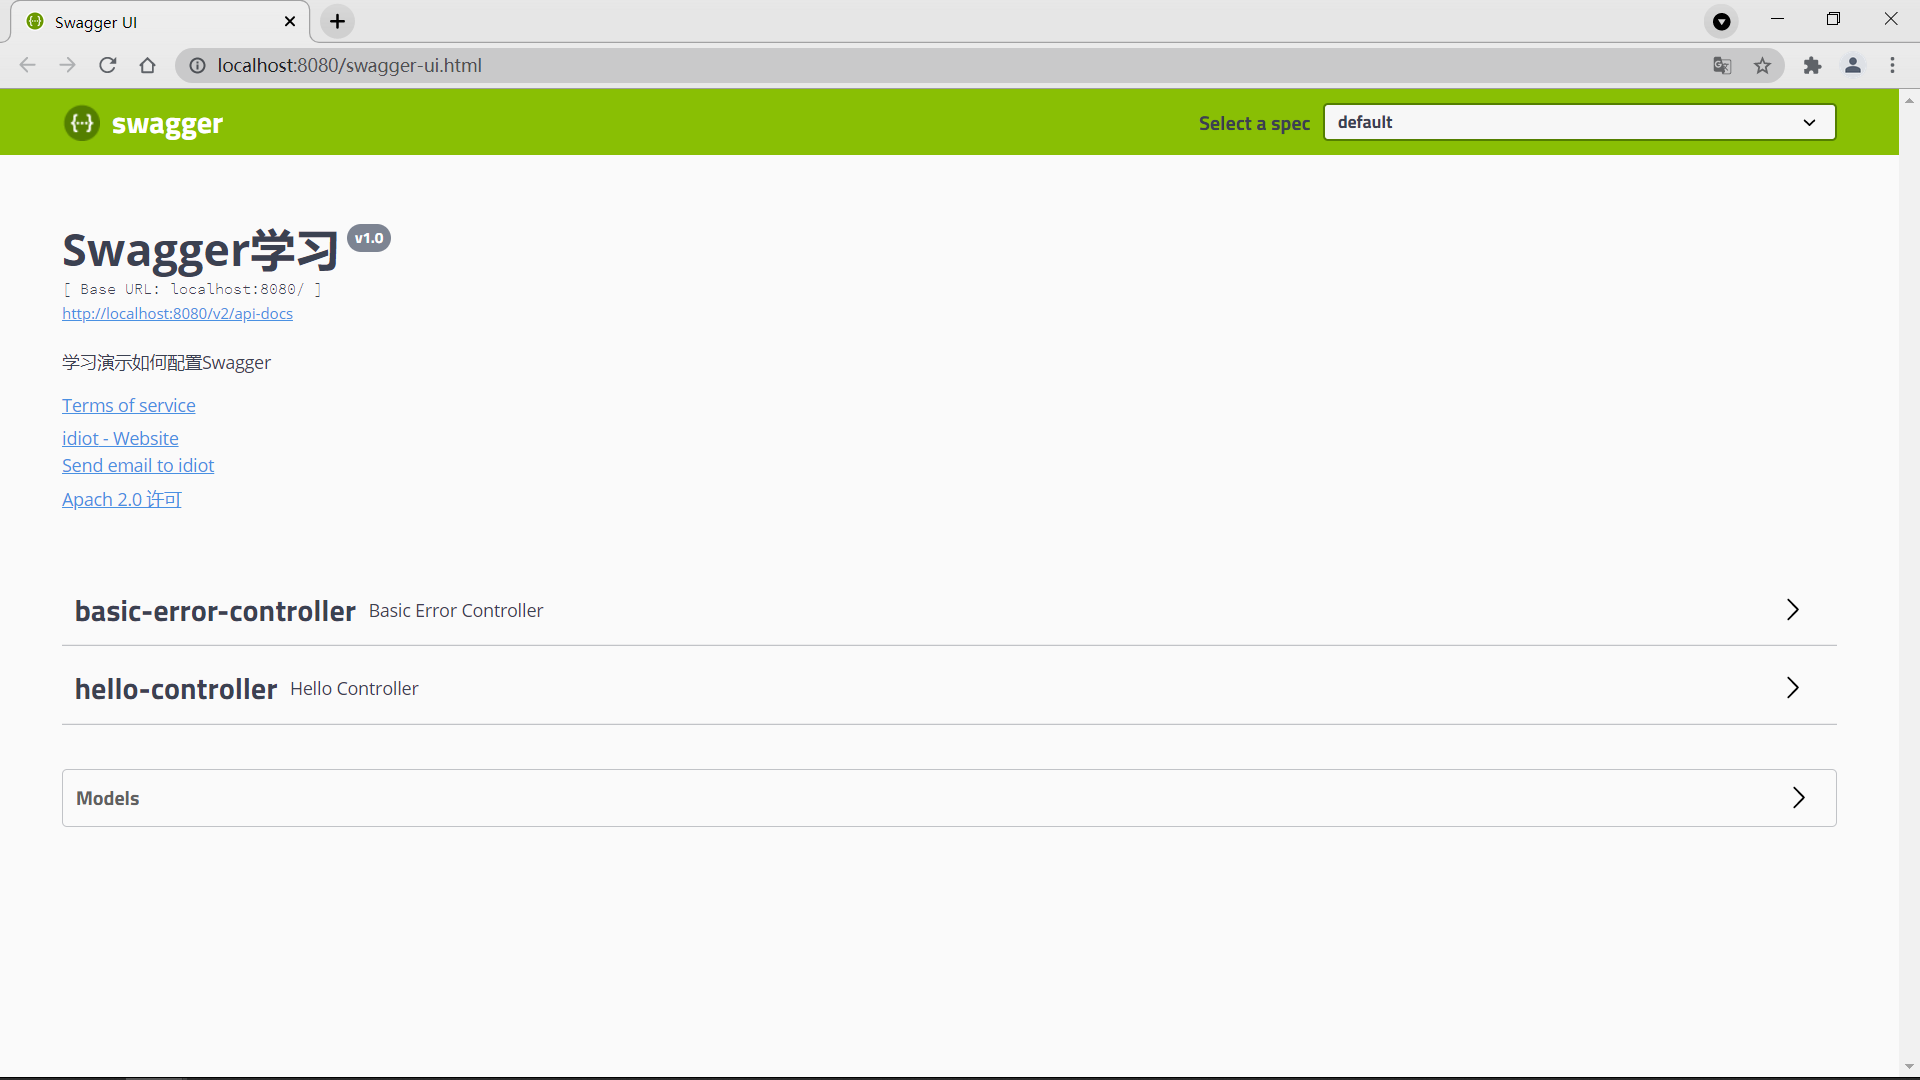 Swagger UI
localhost:8080/swagger-ui.html
swagger
Select a spec
default
Swagger学习 v1.0
[ Base URL: localhost:8080/ ]
http://localhost:8080/v2/api-docs
学习演示如何配置Swagger
Terms of service
idiot - Website
Send email to idiot
Apach 2.0 许可
basic-error-controller Basic Error Controller
hello-controller Hello Controller
Models